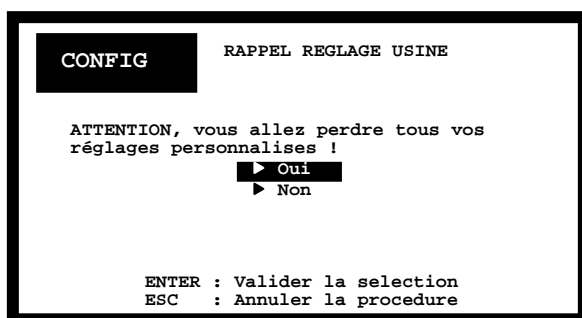 CONFIG
RAPPEL REGLAGE USINE
ATTENTION, vous allez perdre tous vos
réglages personnalises !
Oui
Non
ENTER : Valider la selection
ESC : Annuler la procedure